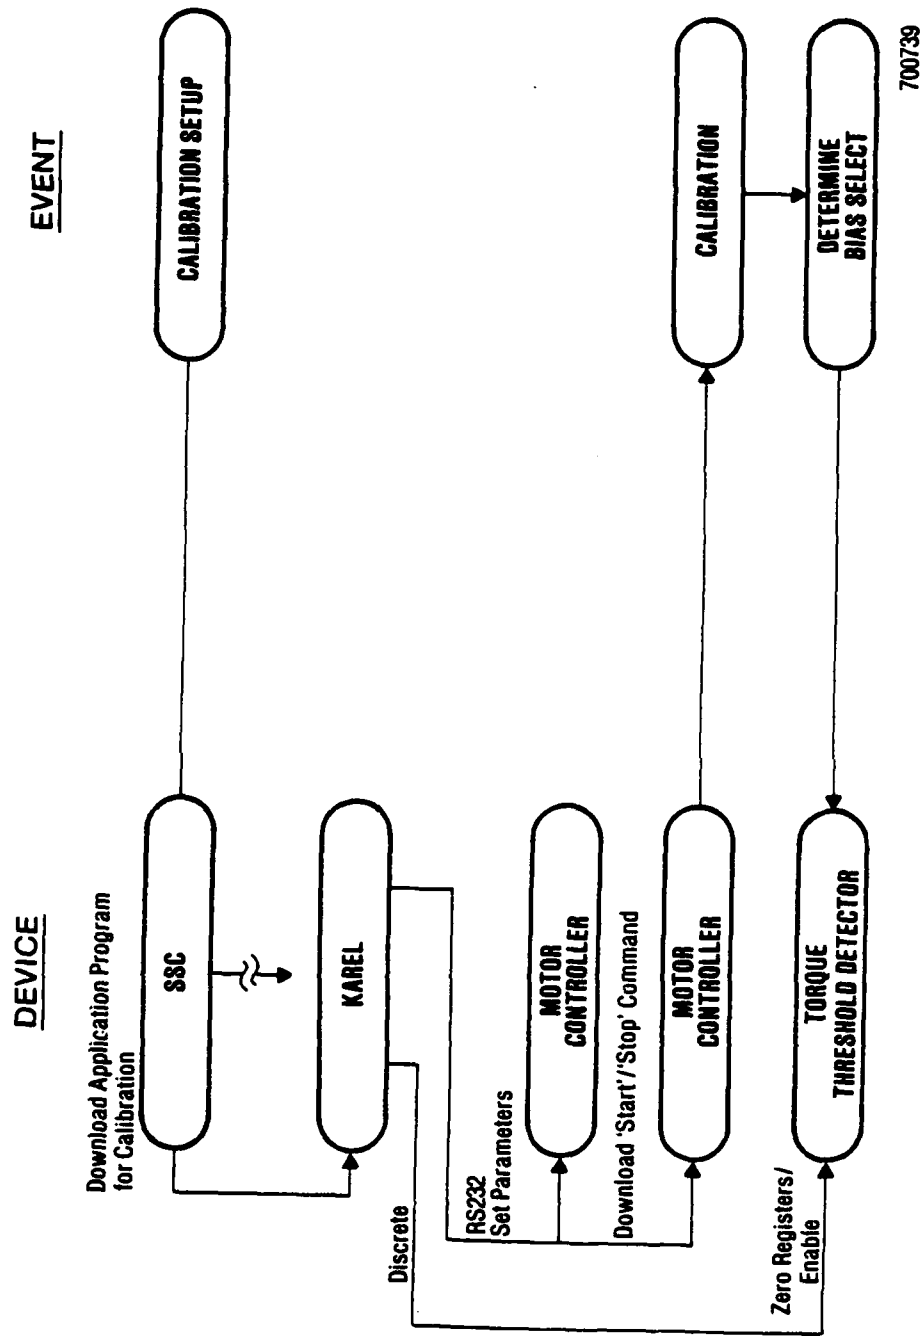 DEVICE
EVENT
Download Application Program
for Calibration
SSC
CALIBRATION SETUP
KAREL
Discrete
RS232
Set Parameters
MOTOR
CONTROLLER
Download 'Start'/'Stop' Command
MOTOR
CONTROLLER
CALIBRATION
Zero Registers/
Enable
TORQUE
THRESHOLD DETECTOR
DETERMINE
BIAS SELECT
700739